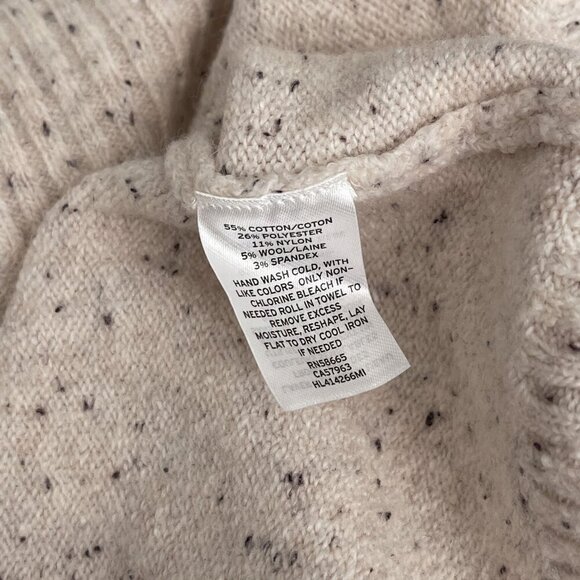 55% COTTON/COTON
26% POLYESTER
11% NYLON
5% WOOL/LAINE
3% SPANDEX
HAND WASH COLD, WITH
LIKE COLORS ONLY NON-
CHLORINE BLEACH IF
NEEDED ROLL IN TOWEL TO
REMOVE EXCESS
MOISTURE, RESHAPE, LAY
FLAT TO DRY COOL IRON
IF NEEDED
RN58665
CA57963
HL414266MI